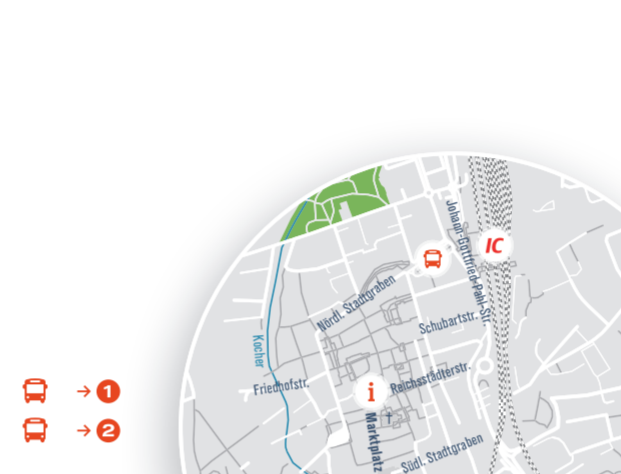 Johann-Gottfried-Pahl-Str.
IC
Nördl. Stadtgraben
Schubartstr.
Kocher
Friedhofstr.
i
Reichsstädterstr.
Marktplatz
Südl. Stadtgraben
→ 1
→ 2